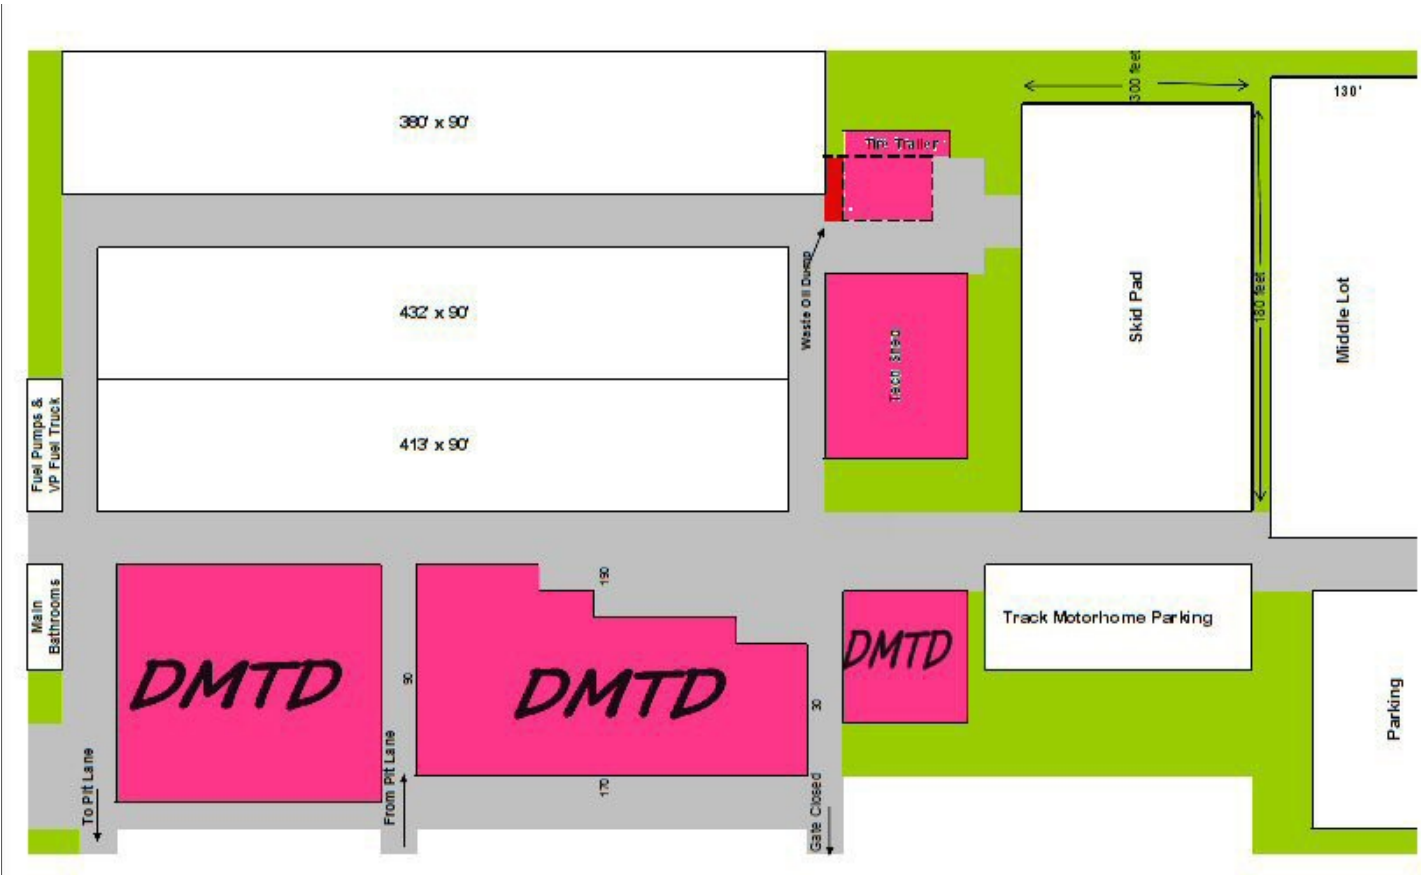 300 feet
130'
380' x 90'
Tire Trailer
Waste Oil Dump
432' x 90'
Skid Pad
180 feet
Middle Lot
Tech Shed
Fuel Pumps &
VP Fuel Truck
413' x 90'
Main
Bathrooms
190
Track Motorhome Parking
DMTD
DMTD
DMTD
90
30
Parking
To Pit Lane
From Pit Lane
170
Gate Closed